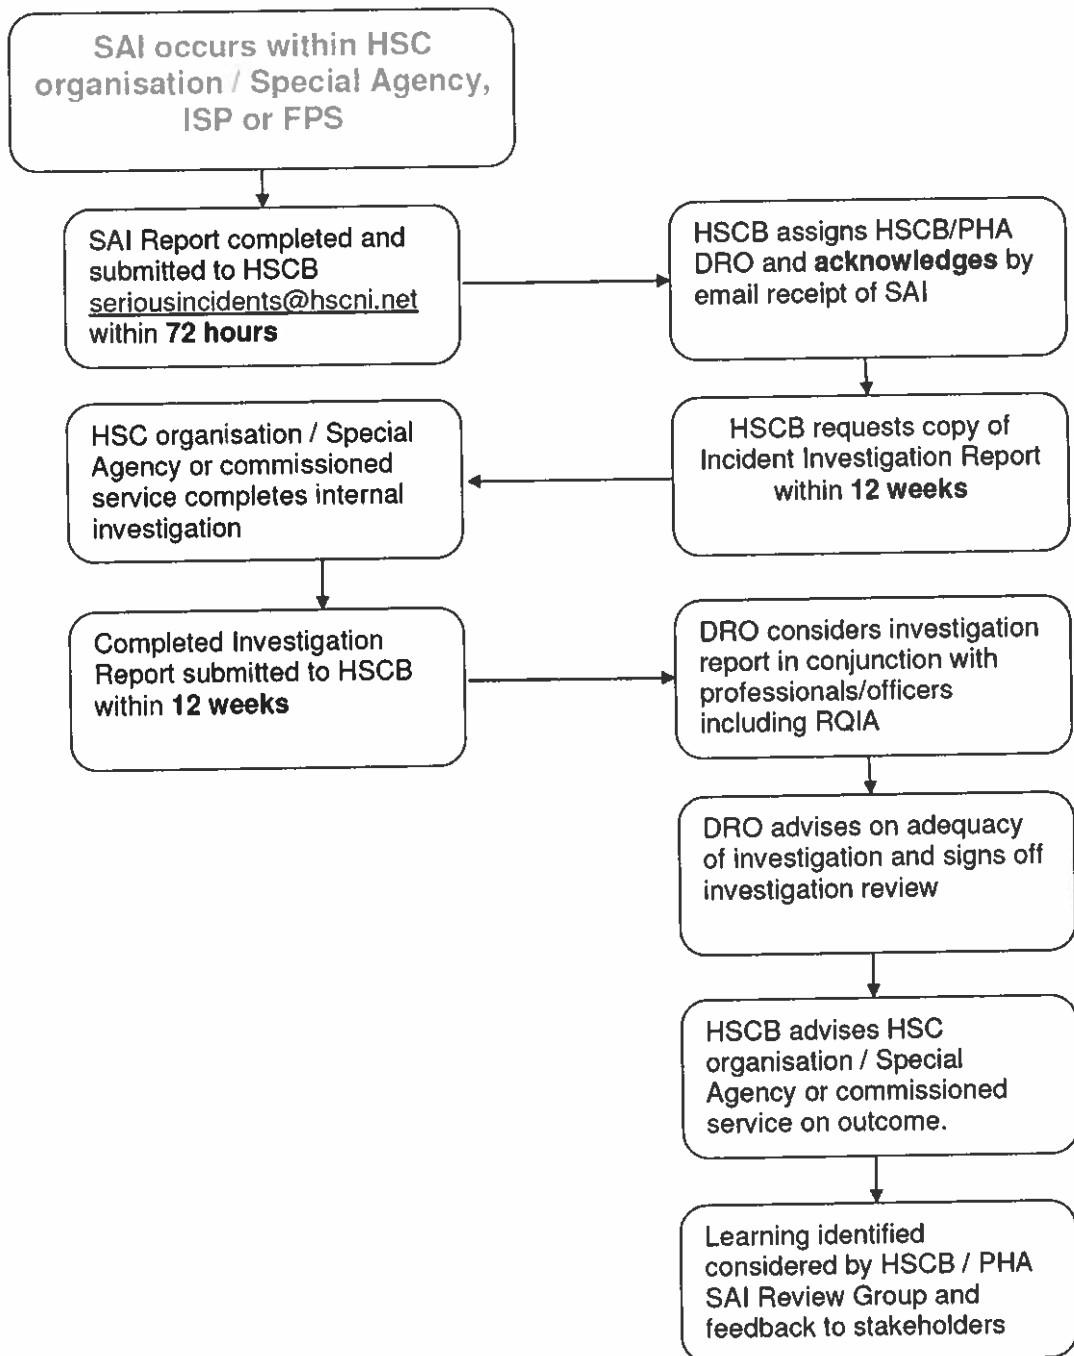 SAI occurs within HSC
organisation / Special Agency,
ISP or FPS
SAI Report completed and
submitted to HSCB
seriousincidents@hscni.net
within 72 hours
HSCB assigns HSCB/PHA
DRO and acknowledges by
email receipt of SAI
HSCB requests copy of
Incident Investigation Report
within 12 weeks
HSC organisation / Special
Agency or commissioned
service completes internal
investigation
Completed Investigation
Report submitted to HSCB
within 12 weeks
DRO considers investigation
report in conjunction with
professionals/officers
including RQIA
DRO advises on adequacy
of investigation and signs off
investigation review
HSCB advises HSC
organisation / Special
Agency or commissioned
service on outcome.
Learning identified
considered by HSCB / PHA
SAI Review Group and
feedback to stakeholders